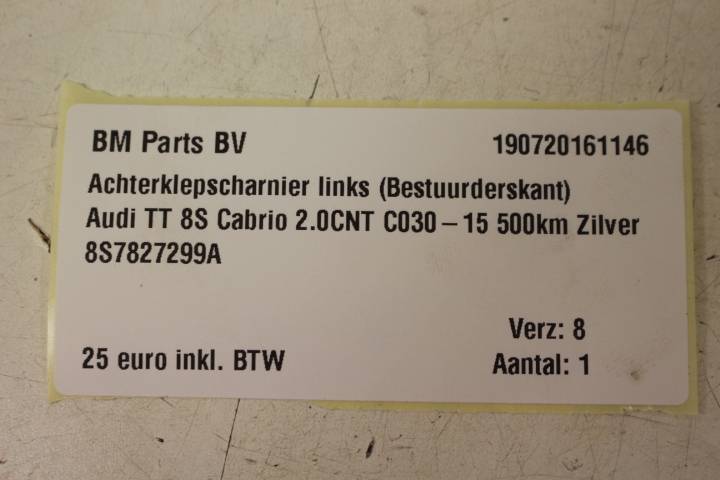 BM Parts BV 190720161146
Achterklepscharnier links (Bestuurderskant)
Audi TT 8S Cabrio 2.0CNT C030 – 15 500km Zilver
8S7827299A
Verz: 8
25 euro inkl. BTW Aantal: 1